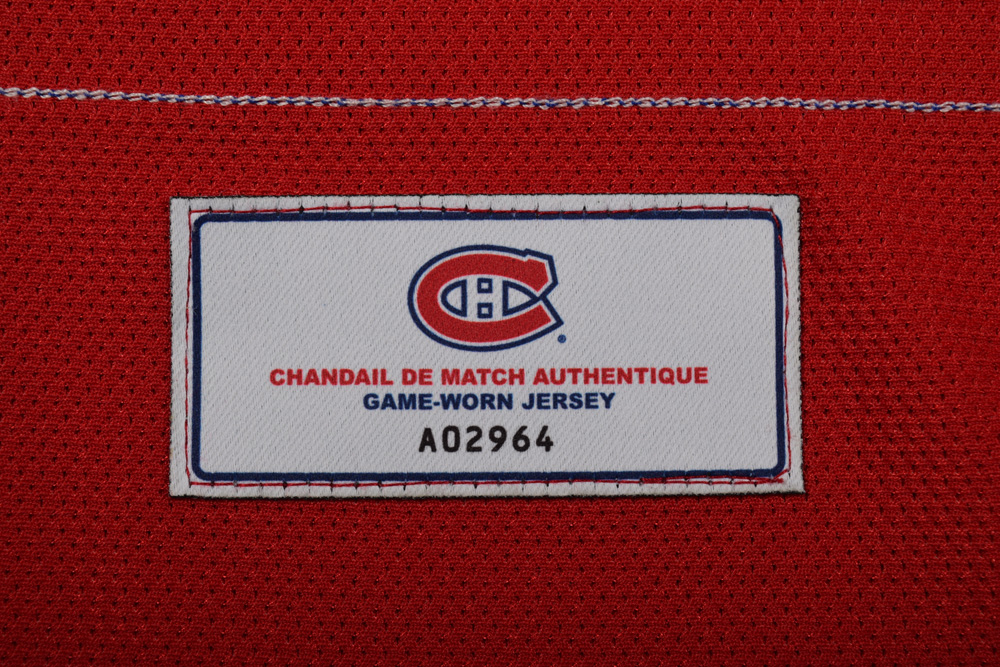 CHANDAIL DE MATCH AUTHENTIQUE
GAME-WORN JERSEY
A02964